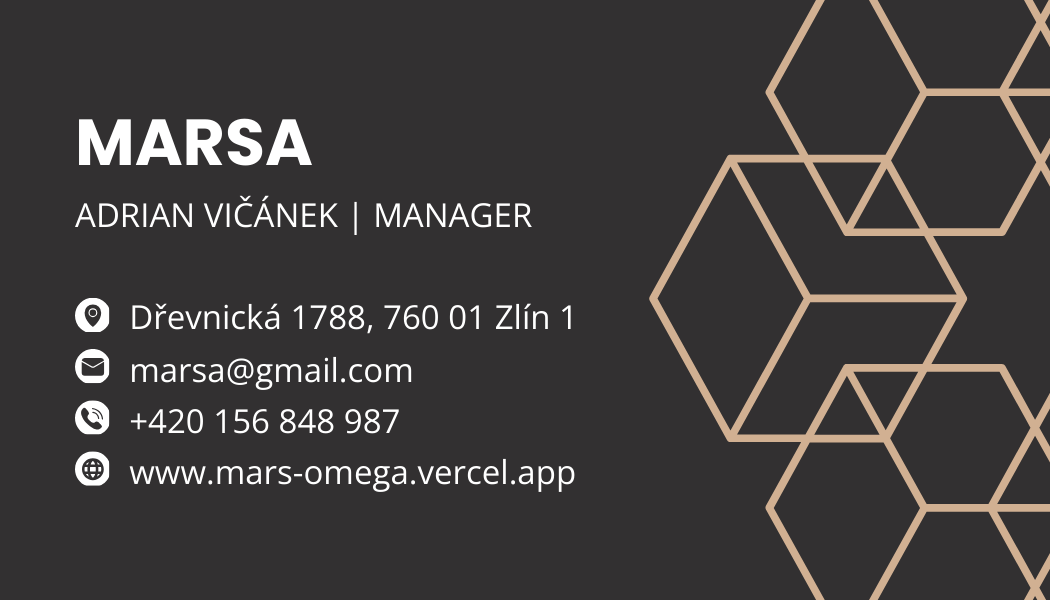 MARSA
ADRIAN VIČÁNEK | MANAGER
Dřevnická 1788, 760 01 Zlín 1
marsa@gmail.com
+420 156 848 987
www.mars-omega.vercel.app